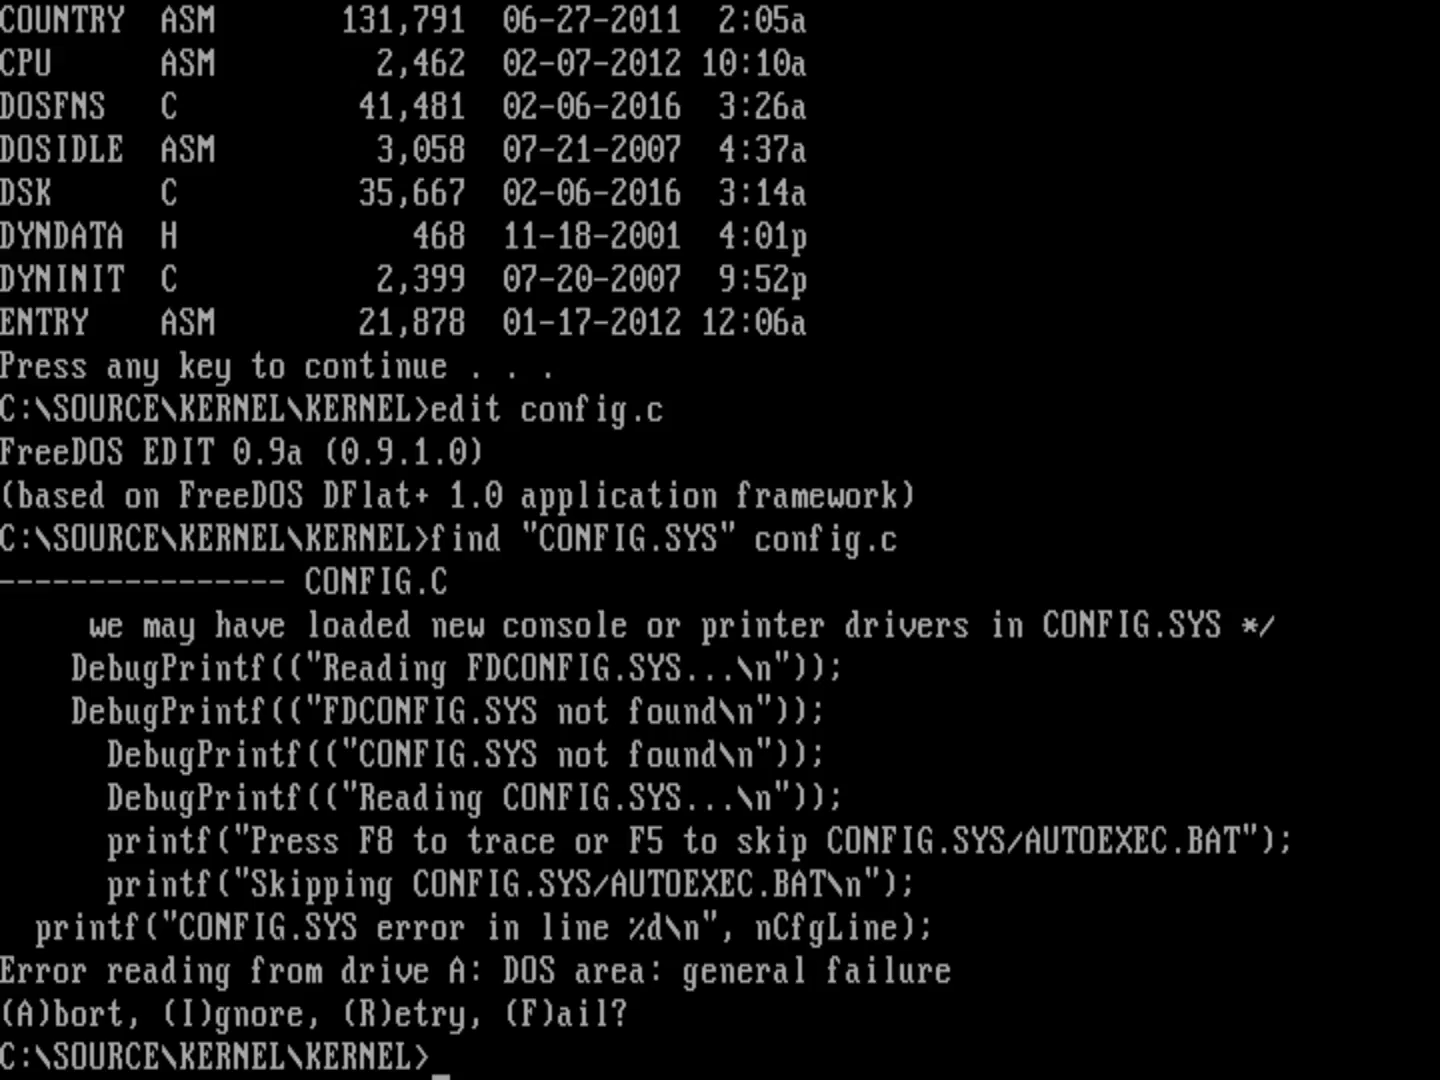 COUNTRY  ASM       131,791  06-27-2011  2:05a
CPU      ASM         2,462  02-07-2012 10:10a
DOSFNS   C          41,481  02-06-2016  3:26a
DOSIDLE  ASM         3,058  07-21-2007  4:37a
DSK      C          35,667  02-06-2016  3:14a
DYNDATA  H             468  11-18-2001  4:01p
DYNINIT  C           2,399  07-20-2007  9:52p
ENTRY    ASM        21,878  01-17-2012 12:06a
Press any key to continue . . .
C:\SOURCE\KERNEL\KERNEL>edit config.c
FreeDOS EDIT 0.9a (0.9.1.0)
(based on FreeDOS DFlat+ 1.0 application framework)
C:\SOURCE\KERNEL\KERNEL>find "CONFIG.SYS" config.c
---------------- CONFIG.C
     we may have loaded new console or printer drivers in CONFIG.SYS */
    DebugPrintf(("Reading FDCONFIG.SYS...\n"));
    DebugPrintf(("FDCONFIG.SYS not found\n"));
      DebugPrintf(("CONFIG.SYS not found\n"));
      DebugPrintf(("Reading CONFIG.SYS...\n"));
      printf("Press F8 to trace or F5 to skip CONFIG.SYS/AUTOEXEC.BAT");
      printf("Skipping CONFIG.SYS/AUTOEXEC.BAT\n");
  printf("CONFIG.SYS error in line %d\n", nCfgLine);
Error reading from drive A: DOS area: general failure
(A)bort, (I)gnore, (R)etry, (F)ail?
C:\SOURCE\KERNEL\KERNEL>_